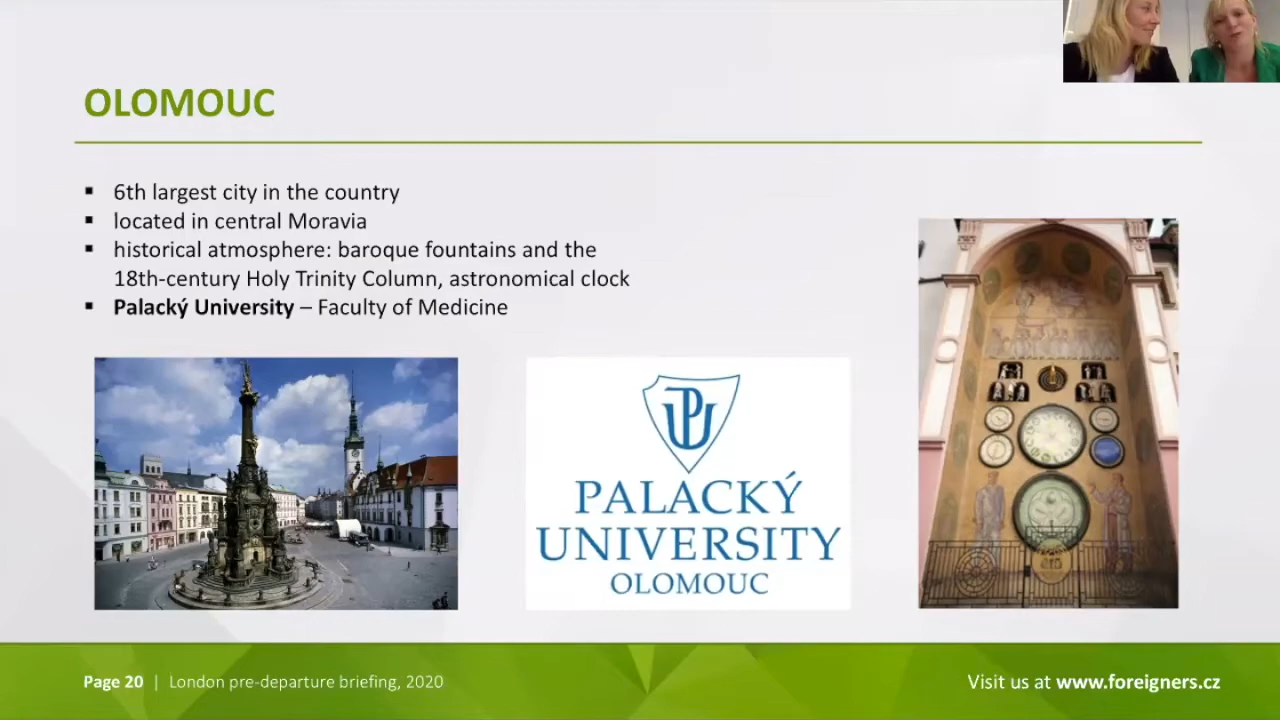 OLOMOUC
▪ 6th largest city in the country
▪ located in central Moravia
▪ historical atmosphere: baroque fountains and the
18th-century Holy Trinity Column, astronomical clock
▪ Palacký University – Faculty of Medicine
PU
PALACKÝ
UNIVERSITY
OLOMOUC
Page 20 | London pre-departure briefing, 2020
Visit us at www.foreigners.cz